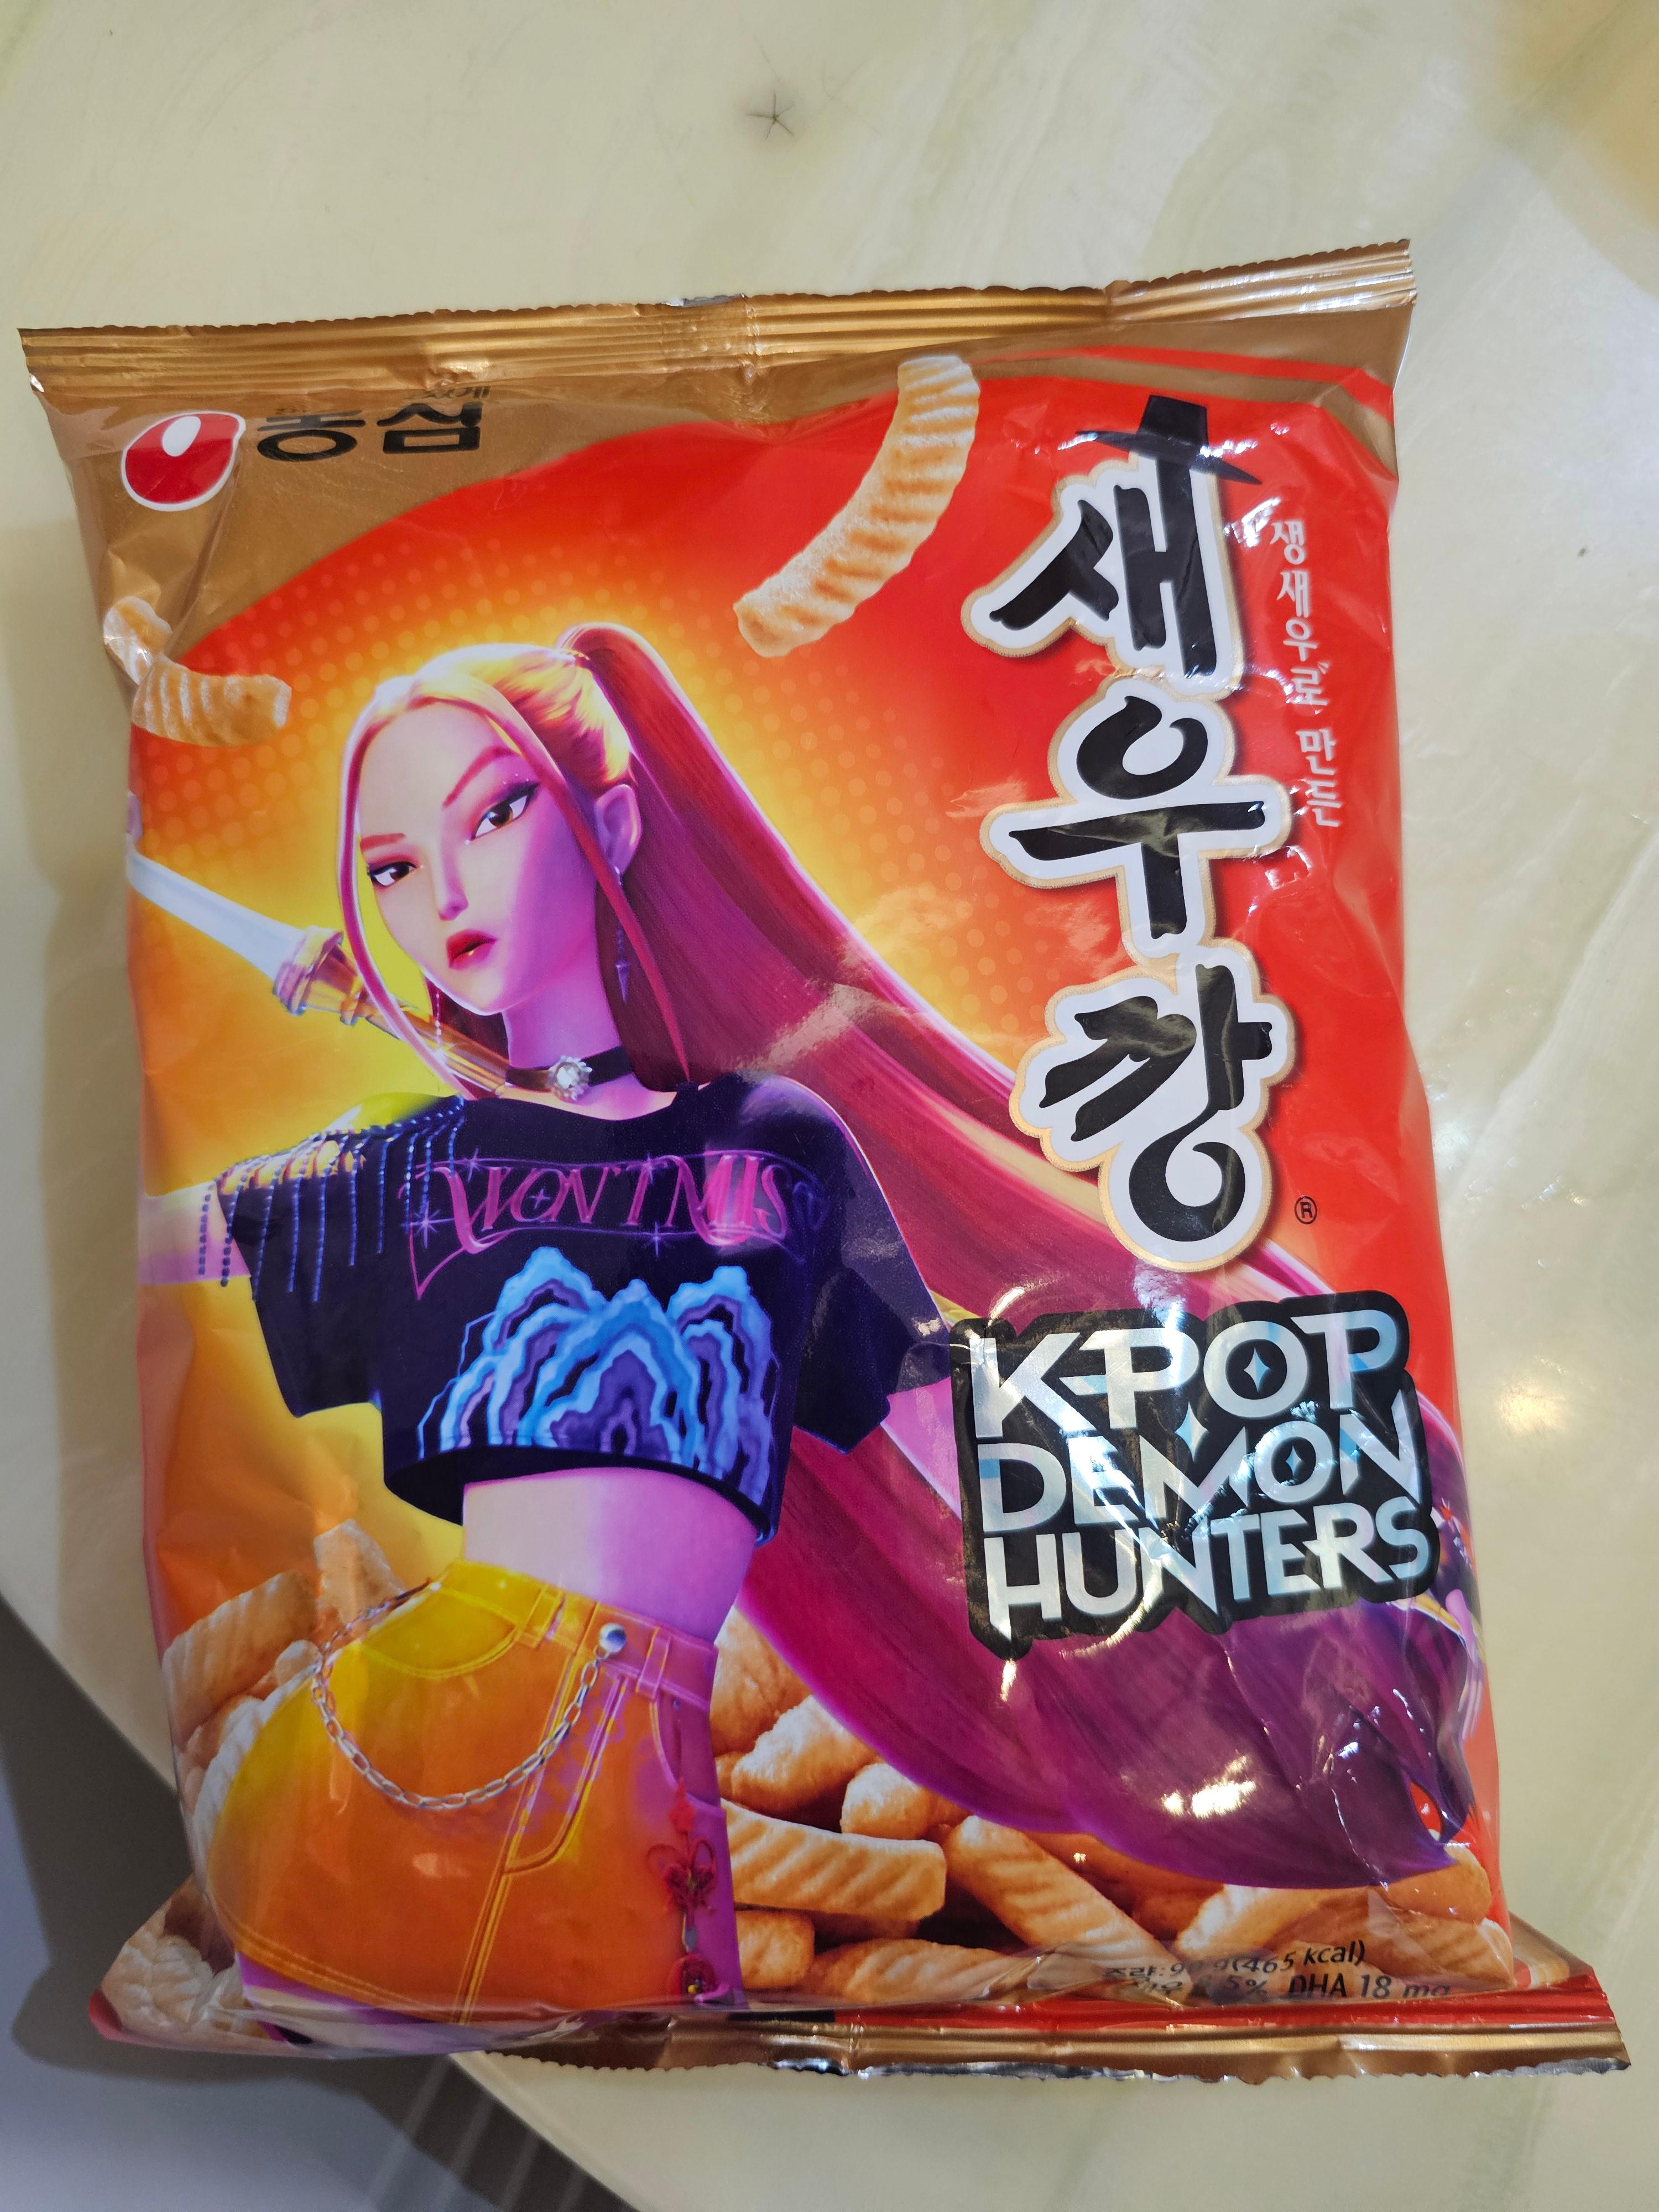 농심
새우깡
®
생새우로 만든
WON'T MISS
K-POP
DEMON
HUNTERS
(465 kcal)
DHA 18 mg